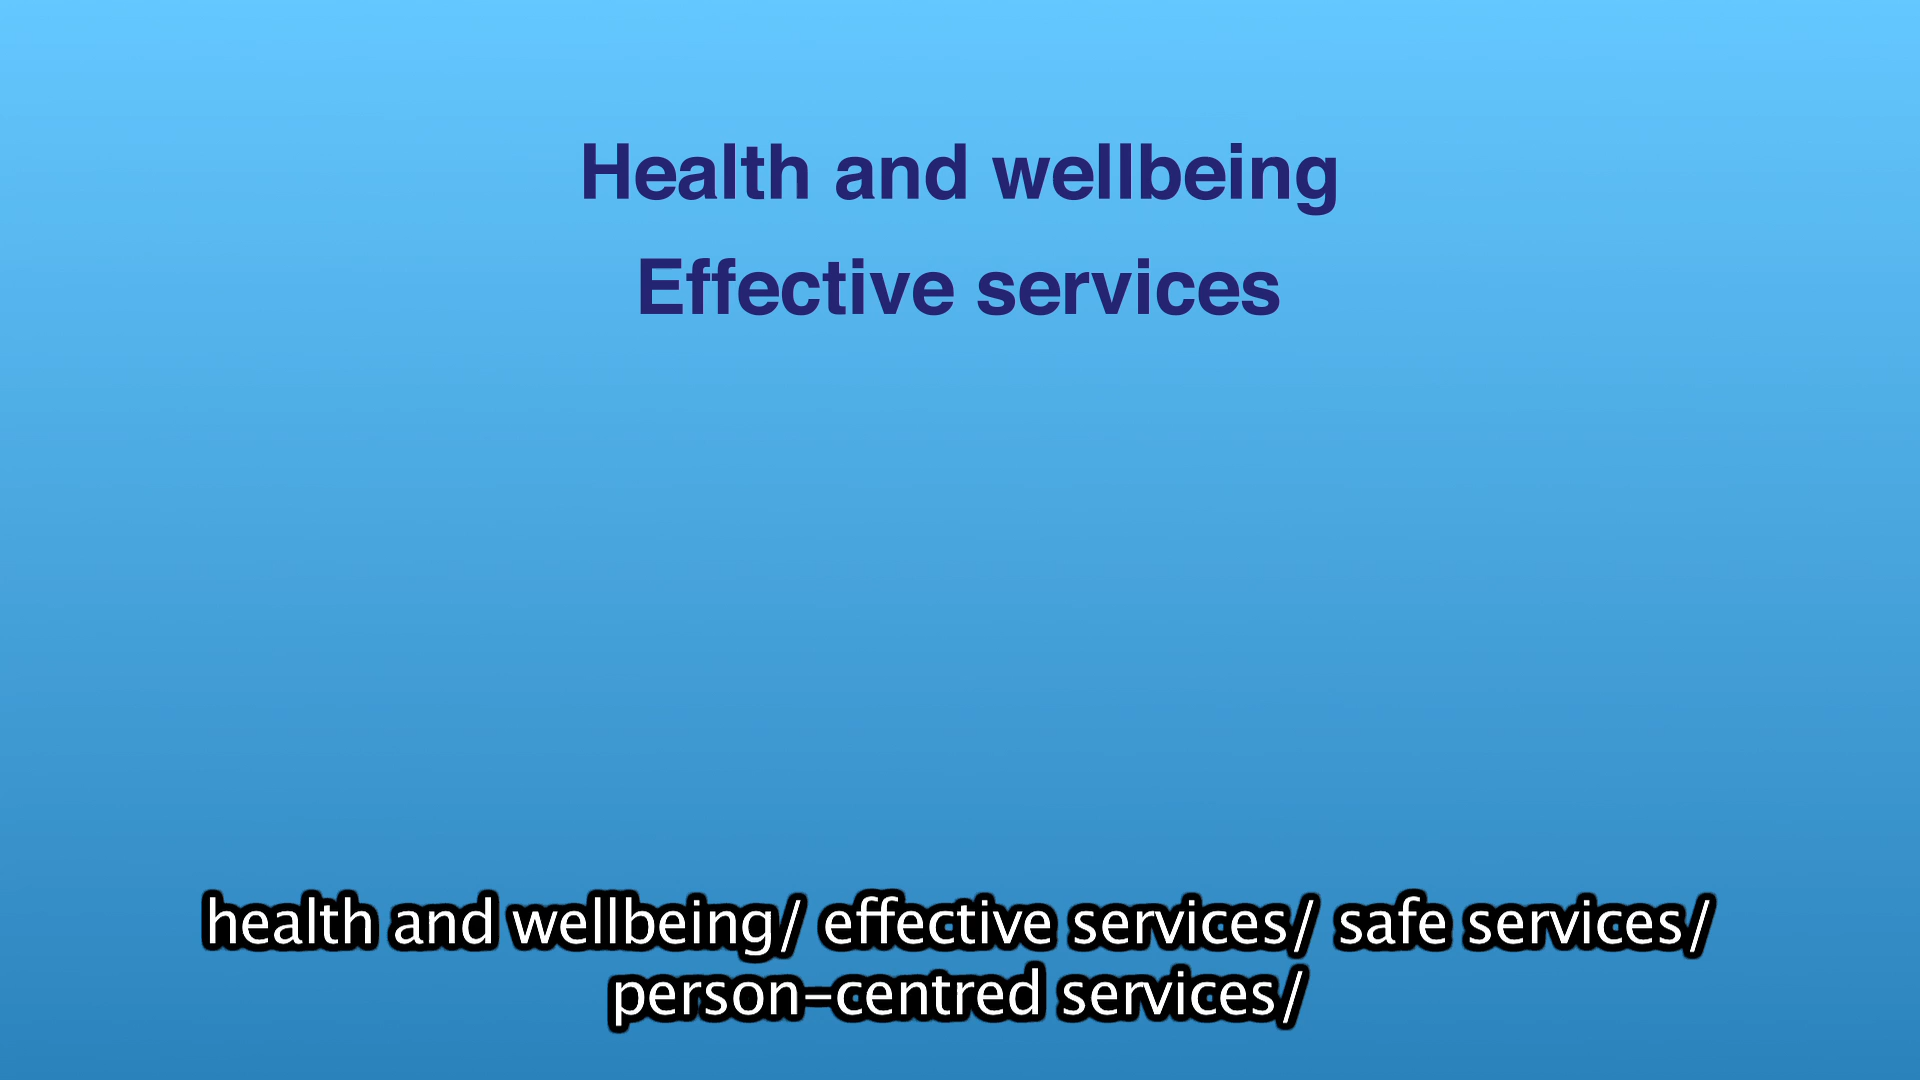 Health and wellbeing
Effective services
health and wellbeing/ effective services/ safe services/
person-centred services/